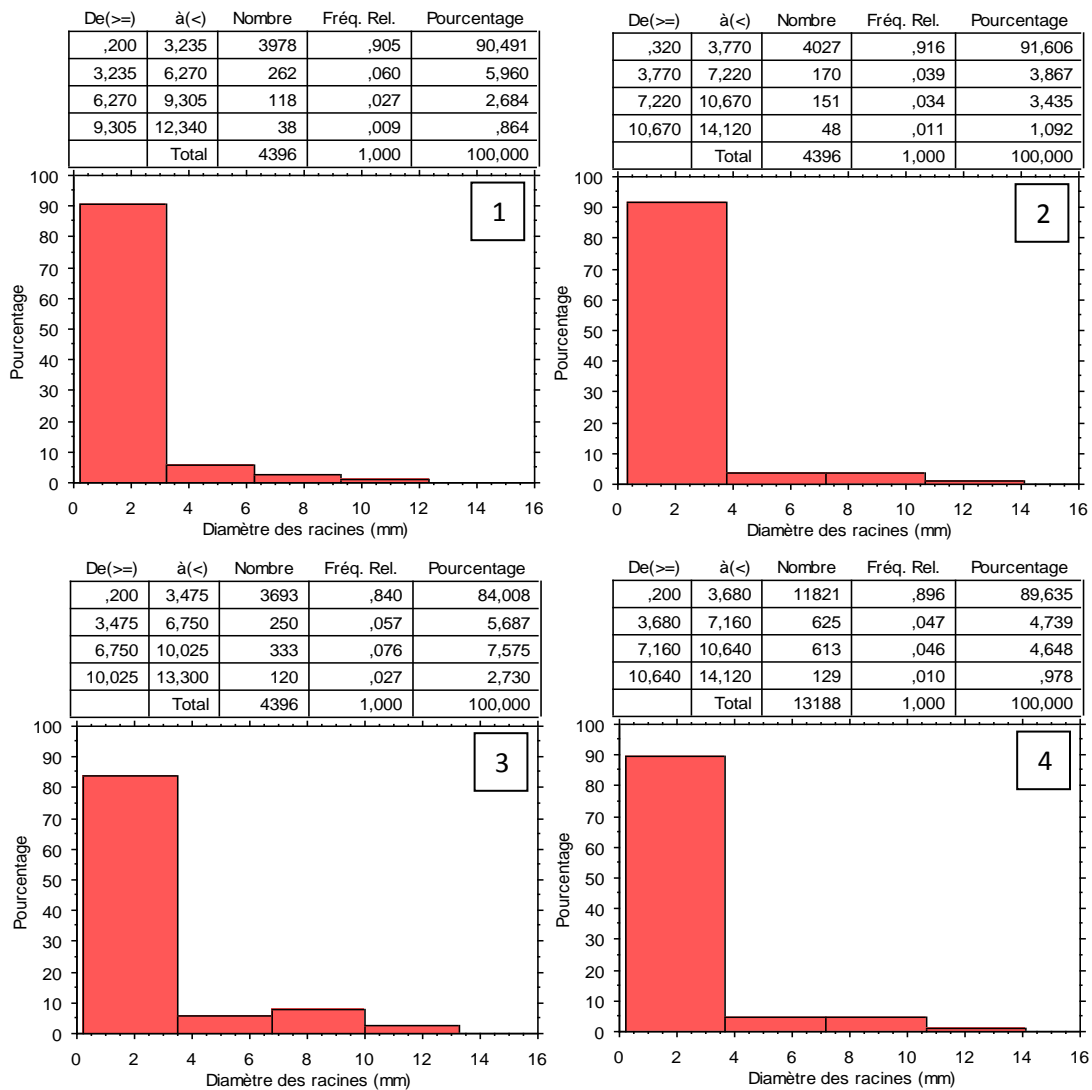 De(>=) à(<) Nombre Fréq. Rel. Pourcentage
,200 3,235 3978 ,905 90,491
3,235 6,270 262 ,060 5,960
6,270 9,305 118 ,027 2,684
9,305 12,340 38 ,009 ,864
Total 4396 1,000 100,000
1
100
90
80
70
60
50
40
30
20
10
0
Pourcentage
0 2 4 6 8 10 12 14 16
Diamètre des racines (mm)
De(>=) à(<) Nombre Fréq. Rel. Pourcentage
,320 3,770 4027 ,916 91,606
3,770 7,220 170 ,039 3,867
7,220 10,670 151 ,034 3,435
10,670 14,120 48 ,011 1,092
Total 4396 1,000 100,000
2
100
90
80
70
60
50
40
30
20
10
0
Pourcentage
0 2 4 6 8 10 12 14 16
Diamètre des racines (mm)
De(>=) à(<) Nombre Fréq. Rel. Pourcentage
,200 3,475 3693 ,840 84,008
3,475 6,750 250 ,057 5,687
6,750 10,025 333 ,076 7,575
10,025 13,300 120 ,027 2,730
Total 4396 1,000 100,000
3
100
90
80
70
60
50
40
30
20
10
0
Pourcentage
0 2 4 6 8 10 12 14 16
Diamètre des racines (mm)
De(>=) à(<) Nombre Fréq. Rel. Pourcentage
,200 3,680 11821 ,896 89,635
3,680 7,160 625 ,047 4,739
7,160 10,640 613 ,046 4,648
10,640 14,120 129 ,010 ,978
Total 13188 1,000 100,000
4
100
90
80
70
60
50
40
30
20
10
0
Pourcentage
0 2 4 6 8 10 12 14 16
Diamètre des racines (mm)